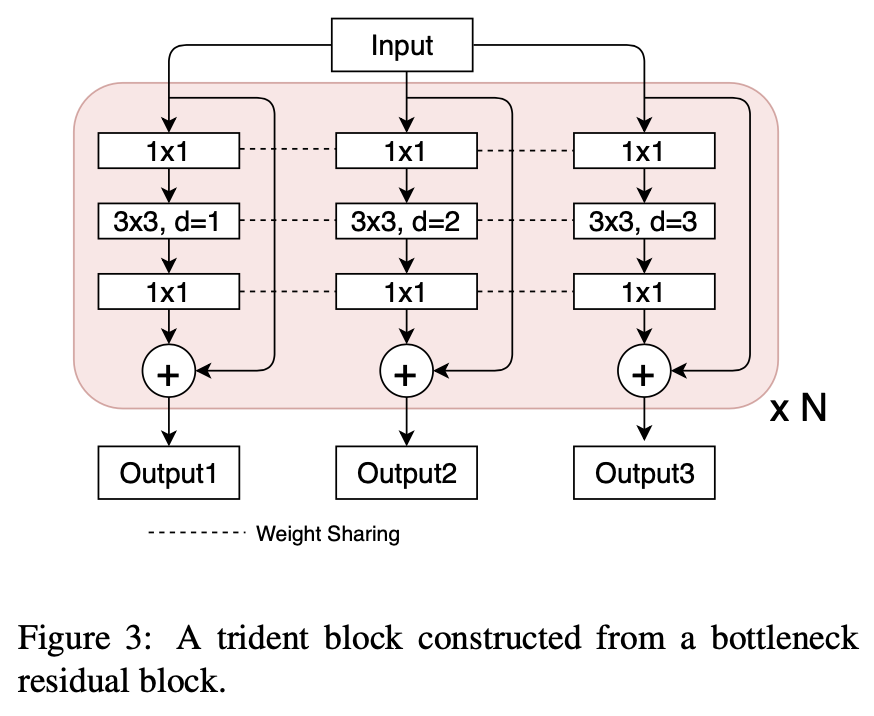 Input
1x1 1x1 1x1
3x3, d=1 3x3, d=2 3x3, d=3
1x1 1x1 1x1
+ + +
x N
Output1 Output2 Output3
Weight Sharing
Figure 3: A trident block constructed from a bottleneck
residual block.